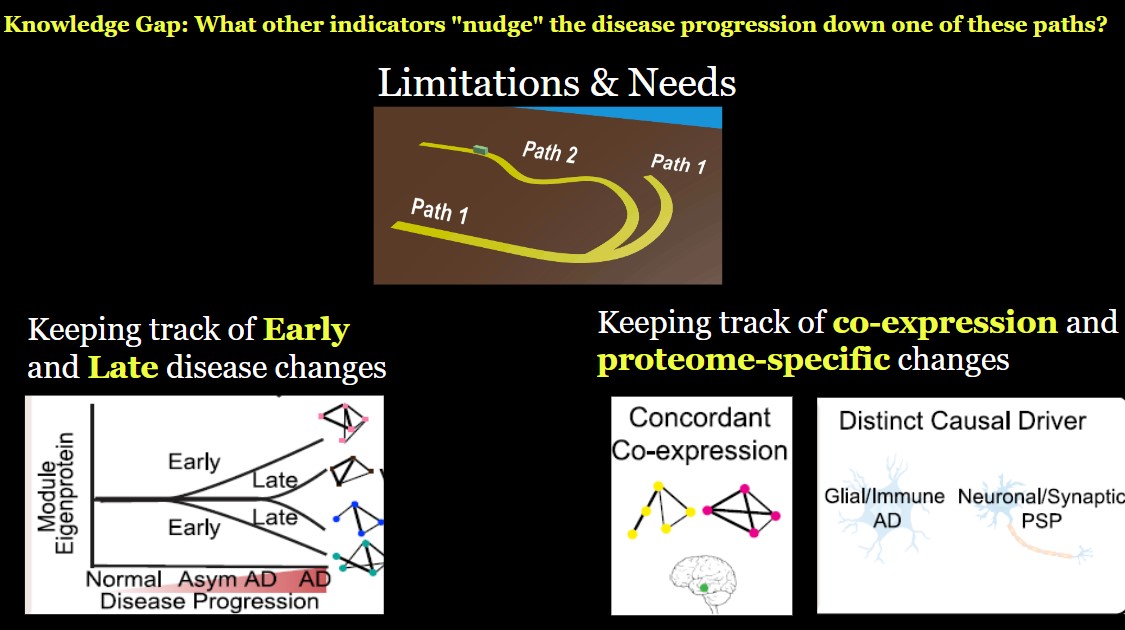 Knowledge Gap: What other indicators "nudge" the disease progression down one of these paths?
Limitations & Needs
Path 2
Path 1
Path 1
Keeping track of Early
and Late disease changes
Module
Eigenprotein
Early
Late
Late
Early
Normal Asym AD AD
Disease Progression
Keeping track of co-expression and
proteome-specific changes
Concordant
Co-expression
Distinct Causal Driver
Glial/Immune
AD
Neuronal/Synaptic
PSP